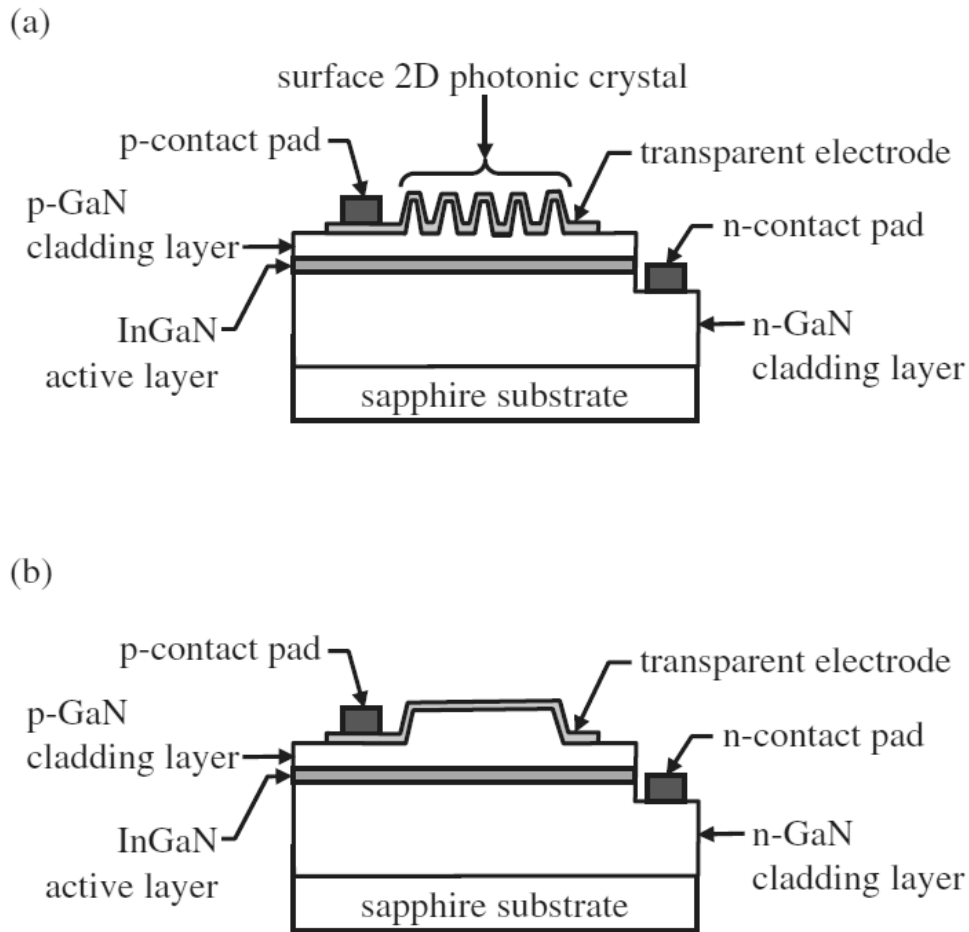 (a)
surface 2D photonic crystal
p-contact pad
transparent electrode
p-GaN
cladding layer
n-contact pad
InGaN
active layer
n-GaN
cladding layer
sapphire substrate
(b)
p-contact pad
transparent electrode
p-GaN
cladding layer
n-contact pad
InGaN
active layer
n-GaN
cladding layer
sapphire substrate